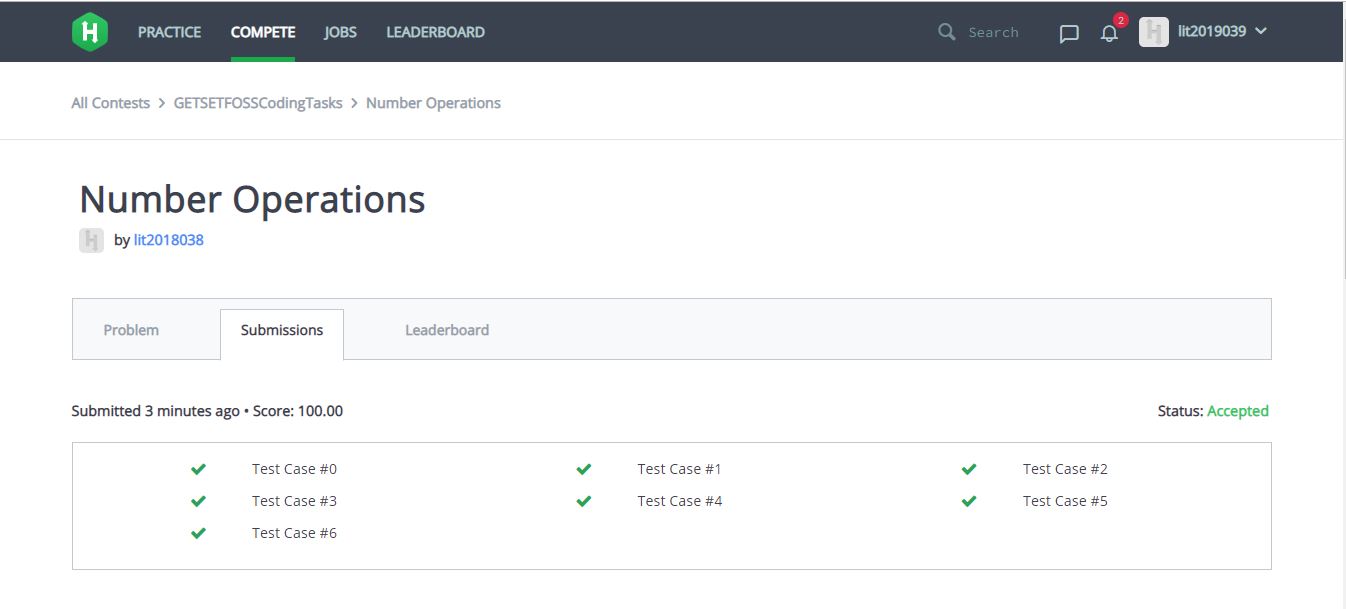 PRACTICE COMPETE JOBS LEADERBOARD Search 2 lit2019039
All Contests > GETSETFOSSCodingTasks > Number Operations
Number Operations
by lit2018038
Problem Submissions Leaderboard
Submitted 3 minutes ago • Score: 100.00 Status: Accepted
Test Case #0 Test Case #1 Test Case #2
Test Case #3 Test Case #4 Test Case #5
Test Case #6